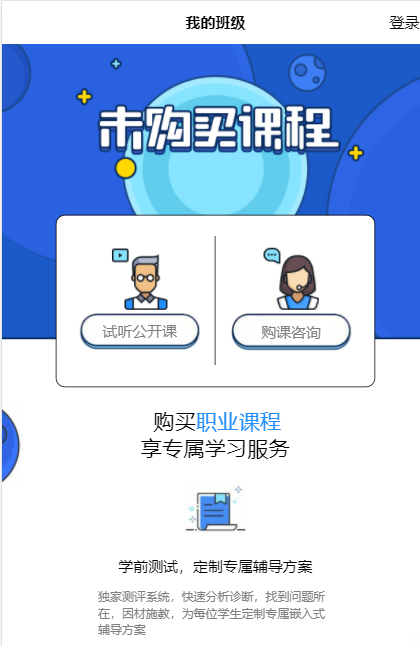 我的班级 登录
未购买课程
试听公开课 购课咨询
购买职业课程
享专属学习服务
学前测试，定制专属辅导方案
独家测评系统，快速分析诊断，找到问题所
在，因材施教，为每位学生定制专属嵌入式
辅导方案